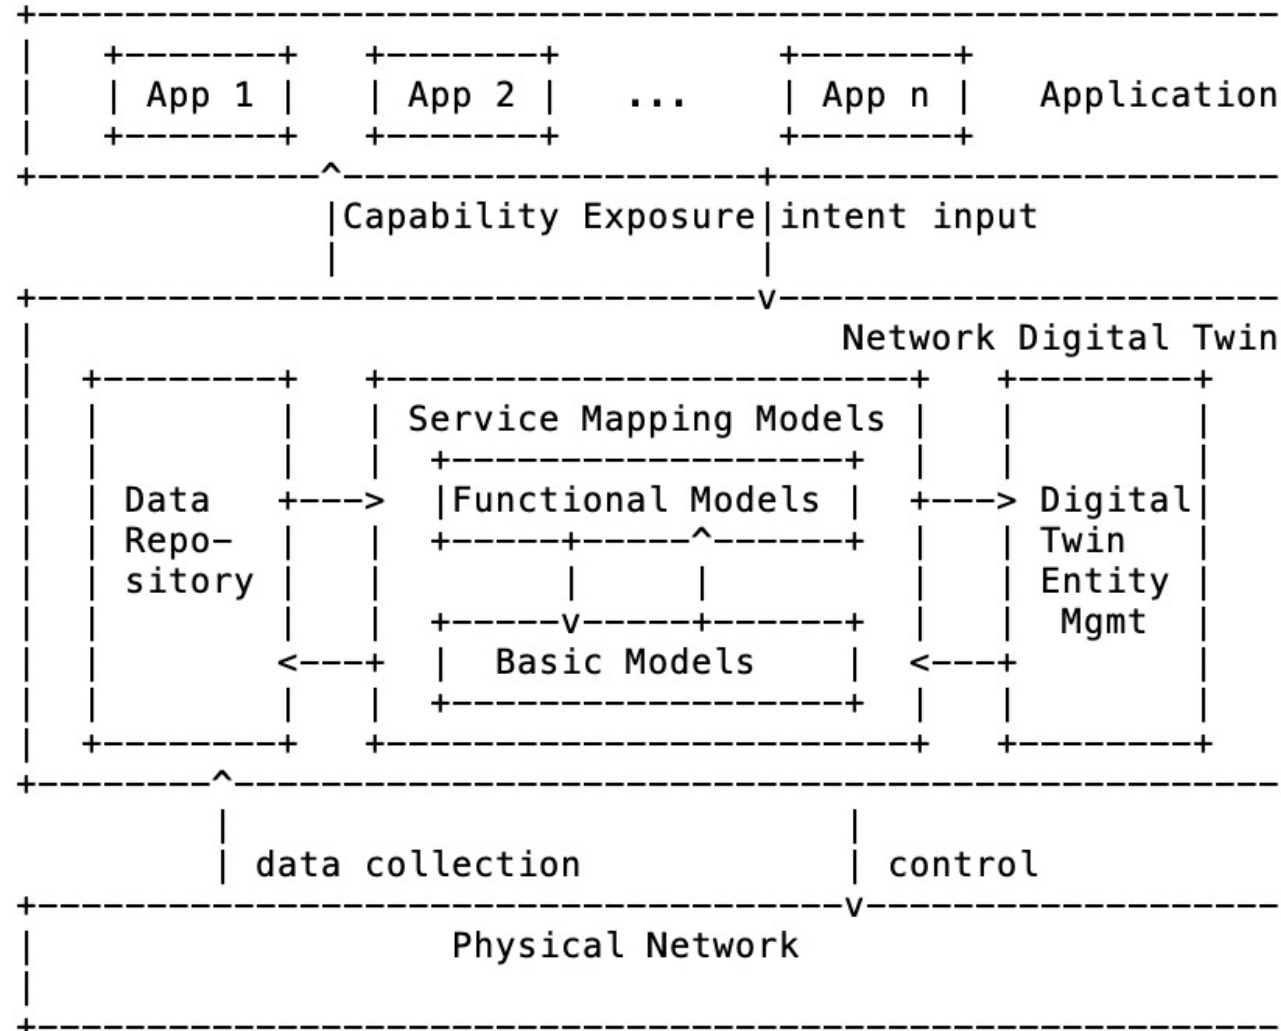 App 1 App 2 ... App n Application
Capability Exposure intent input
Network Digital Twin
Service Mapping Models
Data Functional Models Digital
Repo- Twin
sitory Entity
Mgmt
Basic Models
data collection control
Physical Network